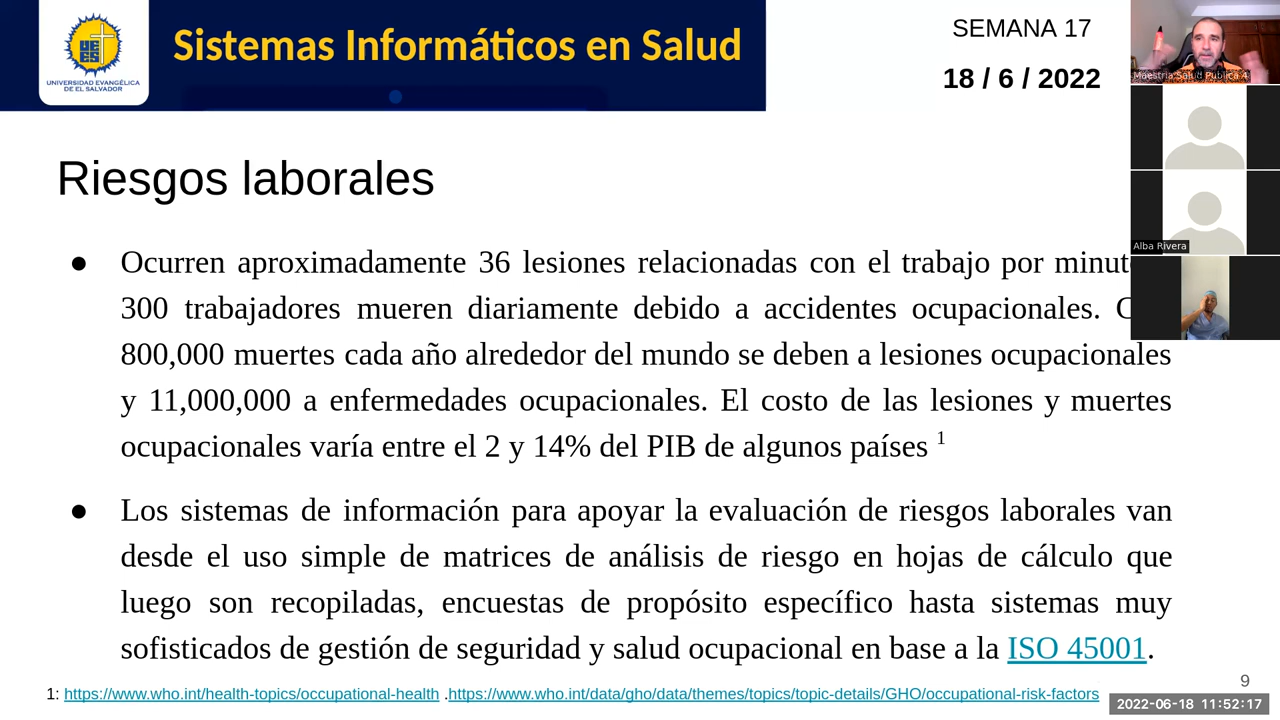 UNIVERSIDAD EVANGÉLICA
DE EL SALVADOR
Sistemas Informáticos en Salud
SEMANA 17
18 / 6 / 2022
Maestria Salud Publica 4
Alba Rivera
Riesgos laborales
● Ocurren aproximadamente 36 lesiones relacionadas con el trabajo por
300 trabajadores mueren diariamente debido a accidentes ocupacionales.
800,000 muertes cada año alrededor del mundo se deben a lesiones ocupacionales
y 11,000,000 a enfermedades ocupacionales. El costo de las lesiones y muertes
ocupacionales varía entre el 2 y 14% del PIB de algunos países 1
● Los sistemas de información para apoyar la evaluación de riesgos laborales van
desde el uso simple de matrices de análisis de riesgo en hojas de cálculo que
luego son recopiladas, encuestas de propósito específico hasta sistemas muy
sofisticados de gestión de seguridad y salud ocupacional en base a la ISO 45001.
1: https://www.who.int/health-topics/occupational-health .https://www.who.int/data/gho/data/themes/topics/topic-details/GHO/occupational-risk-factors
9
2022-06-18 11:52:17